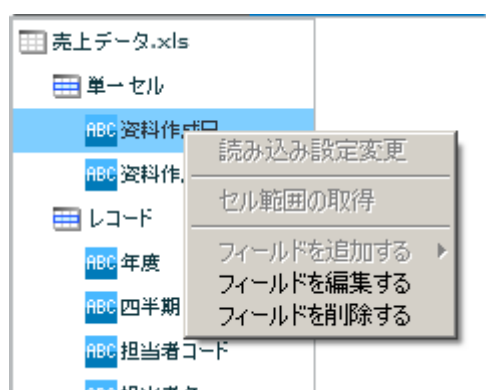 売上データ.xls
単一セル
ABC 資料作成日
ABC 資料作
レコード
ABC 年度
ABC 四半期
ABC 担当者コード
読み込み設定変更
セル範囲の取得
フィールドを追加する
フィールドを編集する
フィールドを削除する